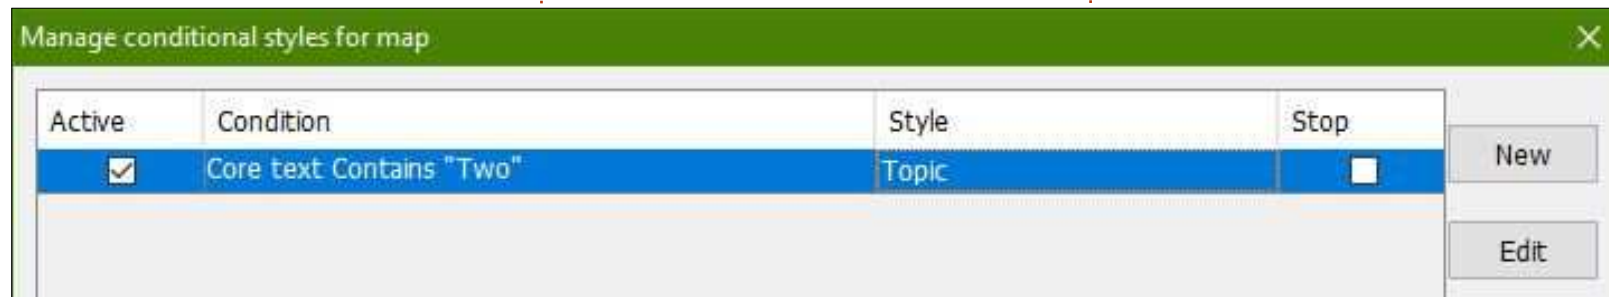 Manage conditional styles for map
Active Condition Style Stop
New
Core text Contains "Two" Topic
Edit